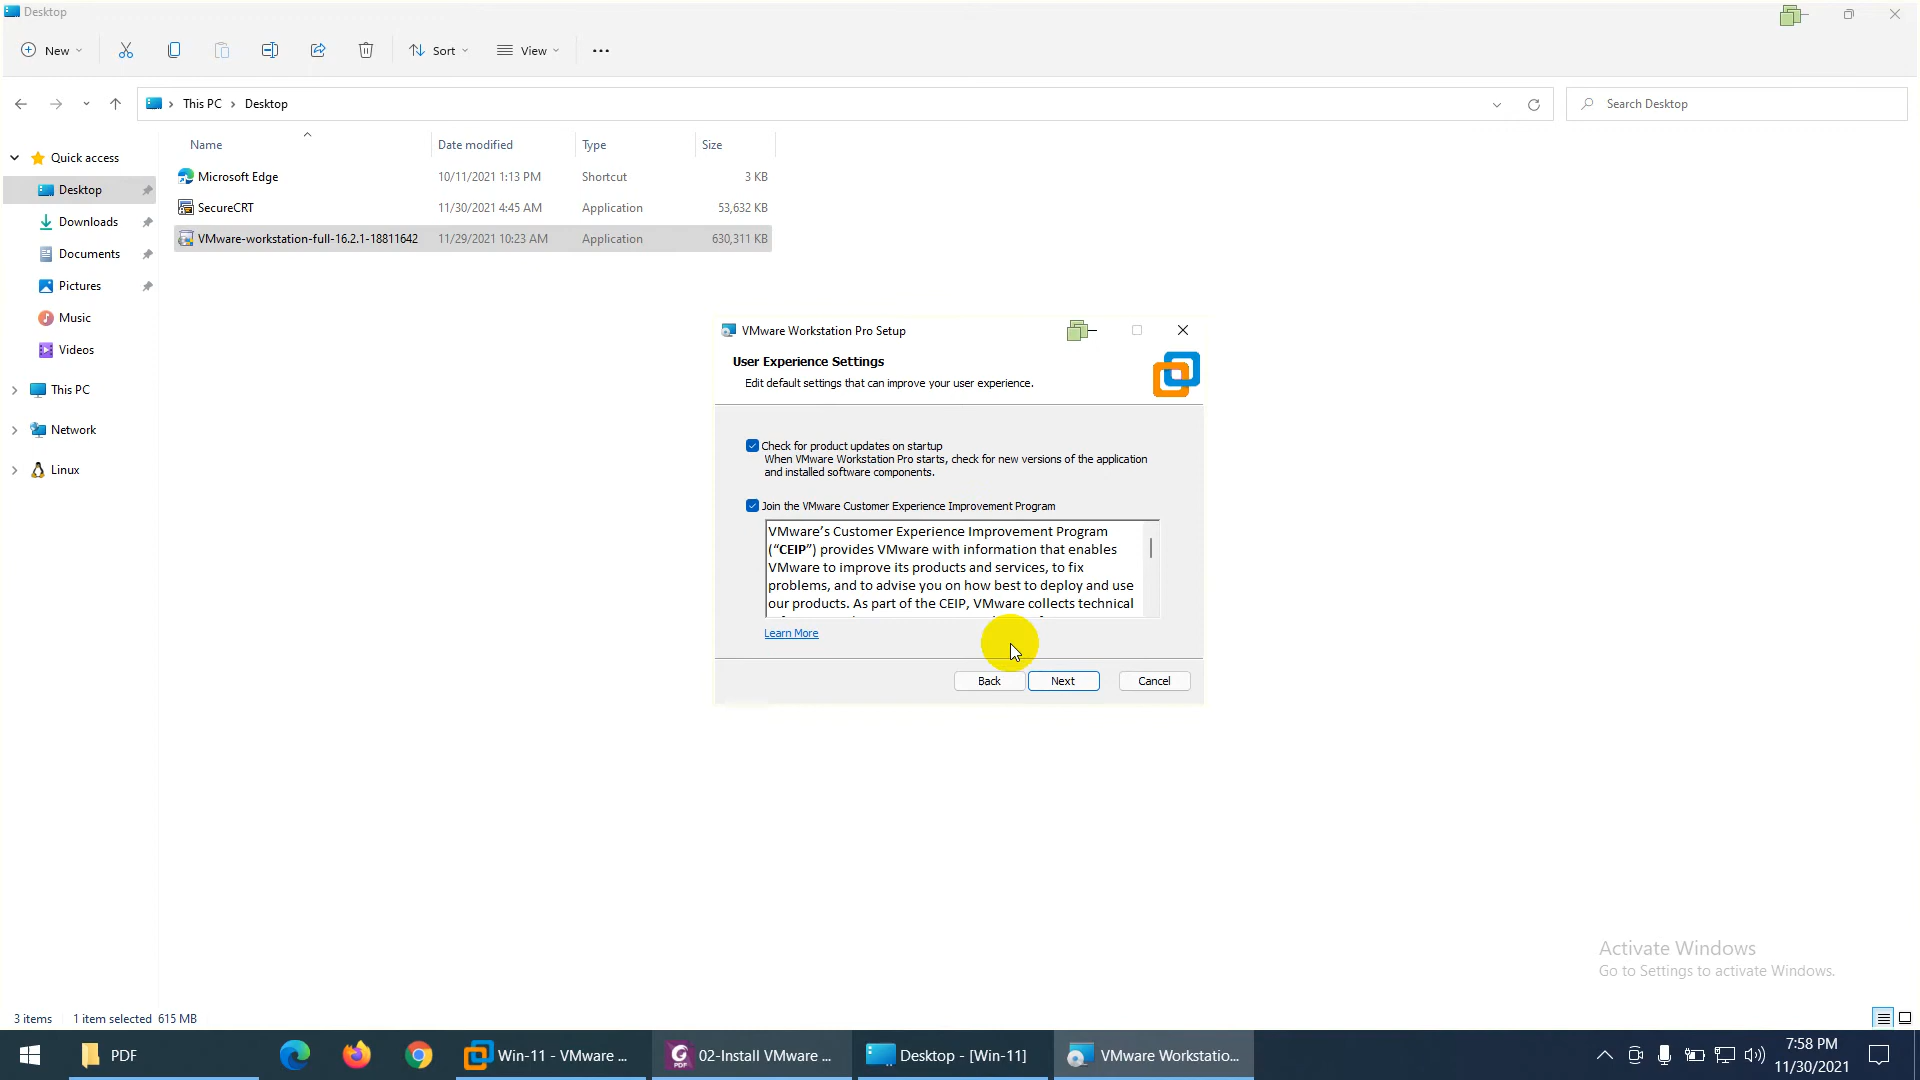 Desktop
New
Sort
View
This PC
Desktop
Search Desktop
Name
Date modified
Type
Size
Quick access
Desktop
Downloads
Documents
Pictures
Music
Videos
This PC
Network
Linux
Microsoft Edge
10/11/2021 1:13 PM
Shortcut
3 KB
SecureCRT
11/30/2021 4:45 AM
Application
53,632 KB
VMware-workstation-full-16.2.1-18811642
11/29/2021 10:23 AM
Application
630,311 KB
VMware Workstation Pro Setup
User Experience Settings
Edit default settings that can improve your user experience.
Check for product updates on startup
When VMware Workstation Pro starts, check for new versions of the application
and installed software components.
Join the VMware Customer Experience Improvement Program
VMware’s Customer Experience Improvement Program
(“CEIP”) provides VMware with information that enables
VMware to improve its products and services, to fix
problems, and to advise you on how best to deploy and use
our products. As part of the CEIP, VMware collects technical
Learn More
Back
Next
Cancel
Activate Windows
Go to Settings to activate Windows.
3 items
1 item selected 615 MB
PDF
Win-11 - VMware ...
PDF
02-Install VMware ...
Desktop - [Win-11]
VMware Workstatio...
7:58 PM
11/30/2021